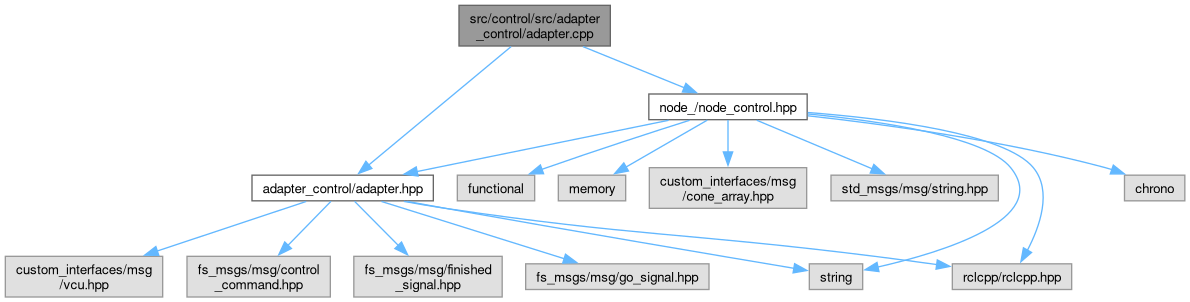 src/control/src/adapter
_control/adapter.cpp
node_/node_control.hpp
adapter_control/adapter.hpp
functional
memory
custom_interfaces/msg
/cone_array.hpp
std_msgs/msg/string.hpp
chrono
custom_interfaces/msg
/vcu.hpp
fs_msgs/msg/control
_command.hpp
fs_msgs/msg/finished
_signal.hpp
fs_msgs/msg/go_signal.hpp
string
rclcpp/rclcpp.hpp